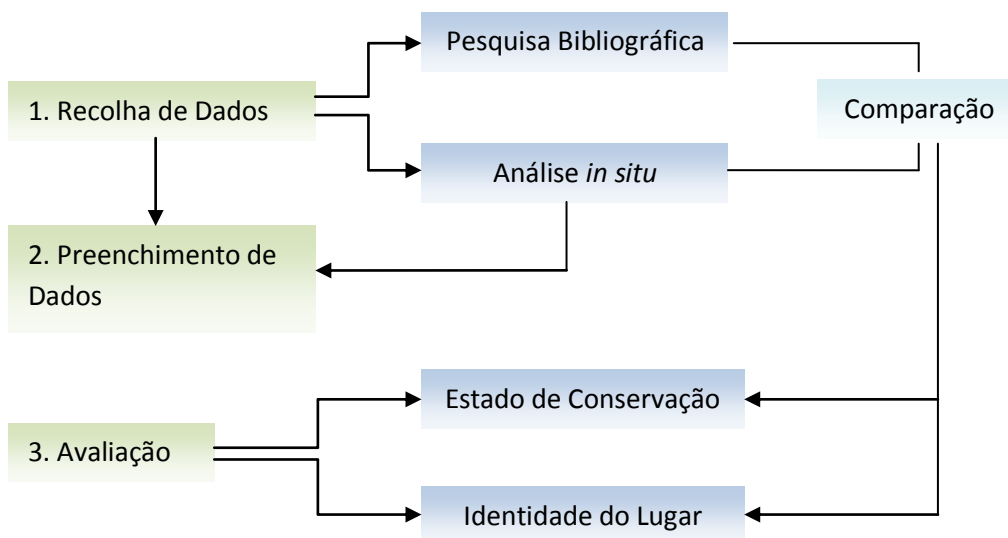 Pesquisa Bibliográfica
1. Recolha de Dados
Comparação
Análise in situ
2. Preenchimento de
Dados
Estado de Conservação
3. Avaliação
Identidade do Lugar